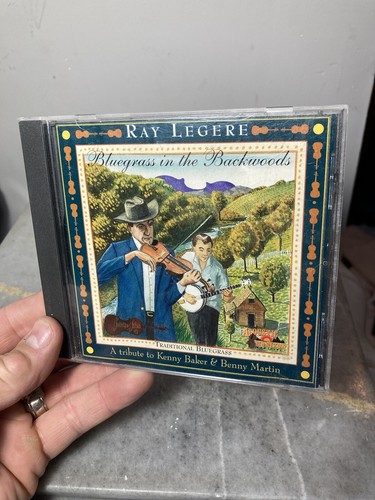 RAY LEGERE
Bluegrass in the Backwoods
TRADITIONAL BLUEGRASS
A tribute to Kenny Baker & Benny Martin